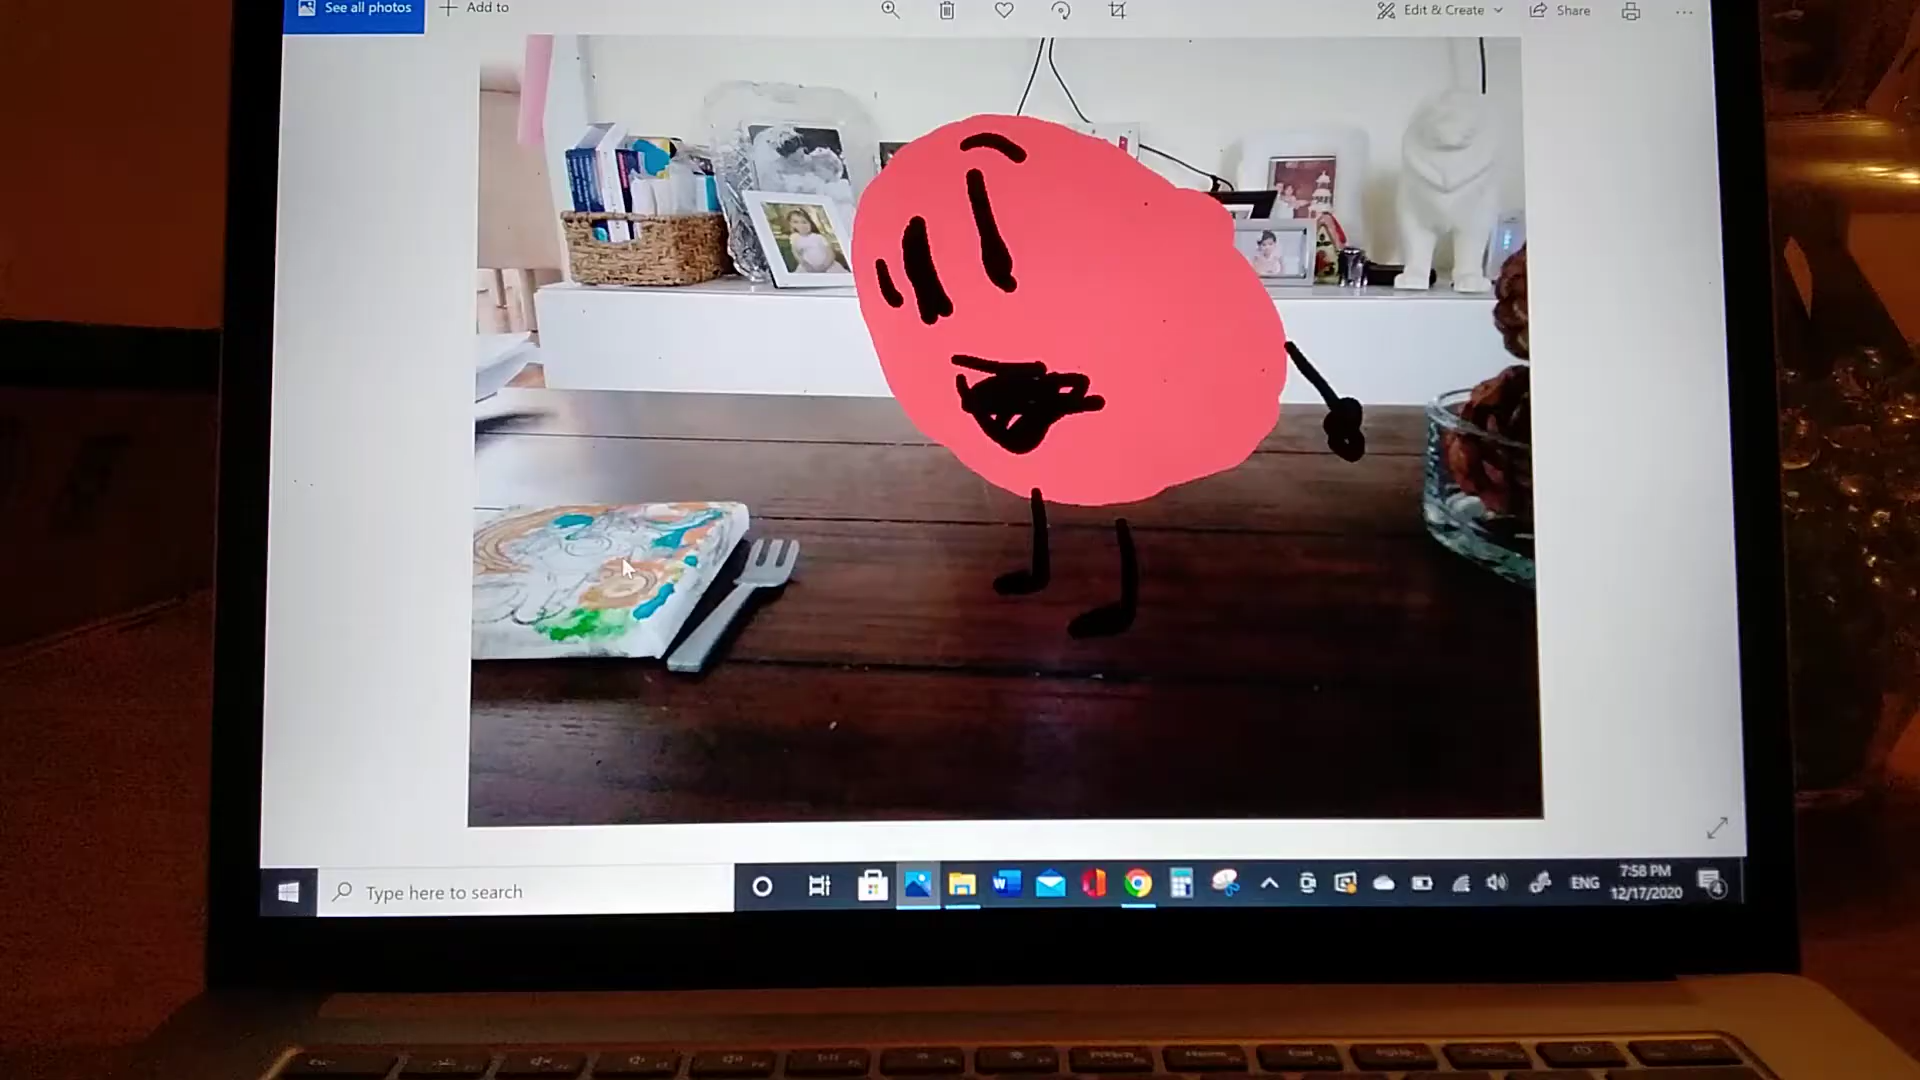 See all photos
Add to
Edit & Create
Share
Type here to search
ENG
7:58 PM
12/17/2020
4